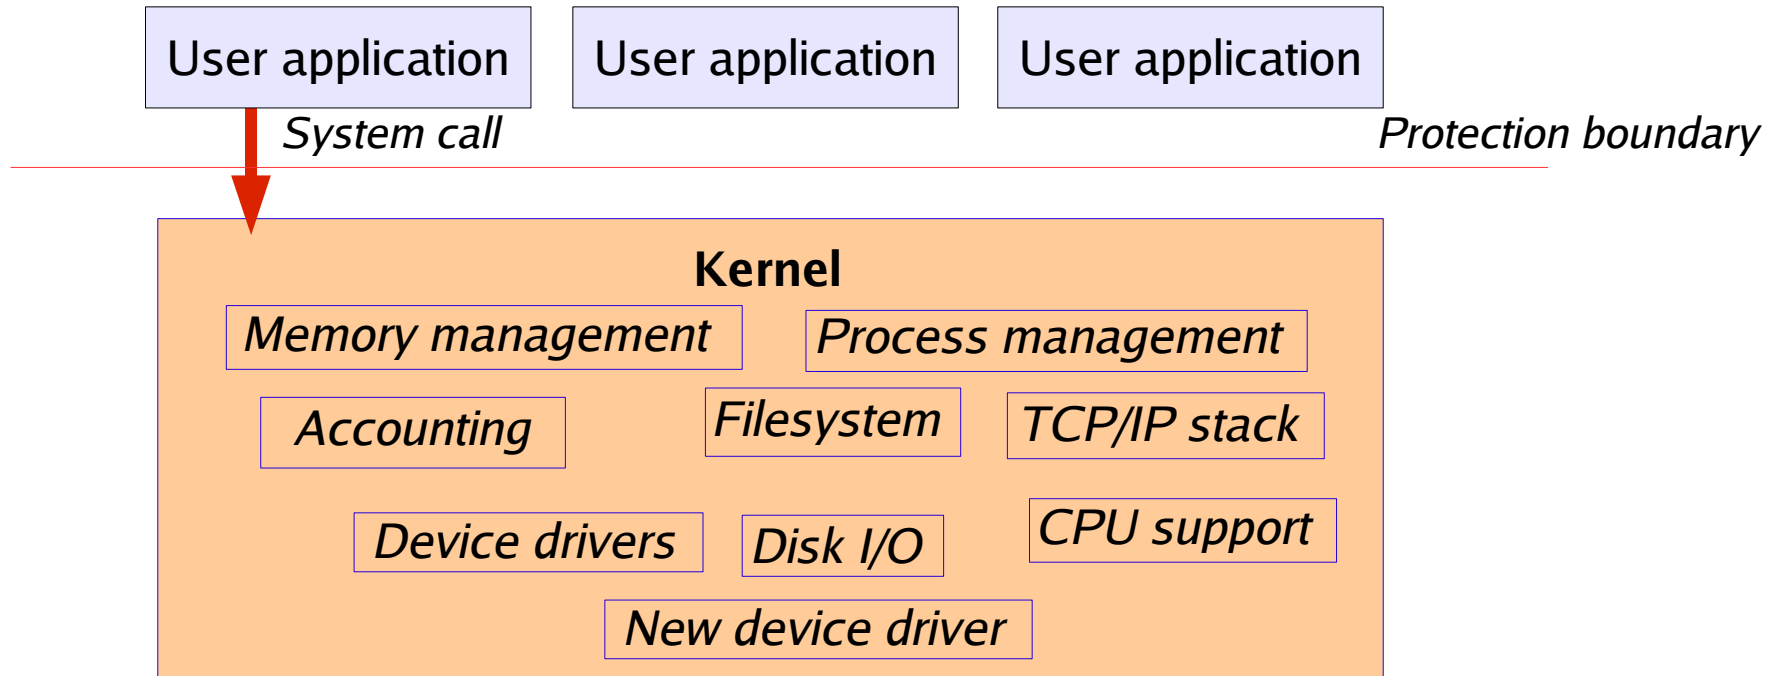 User application
User application
User application
System call
Protection boundary
Kernel
Memory management
Process management
Accounting
Filesystem
TCP/IP stack
Device drivers
Disk I/O
CPU support
New device driver